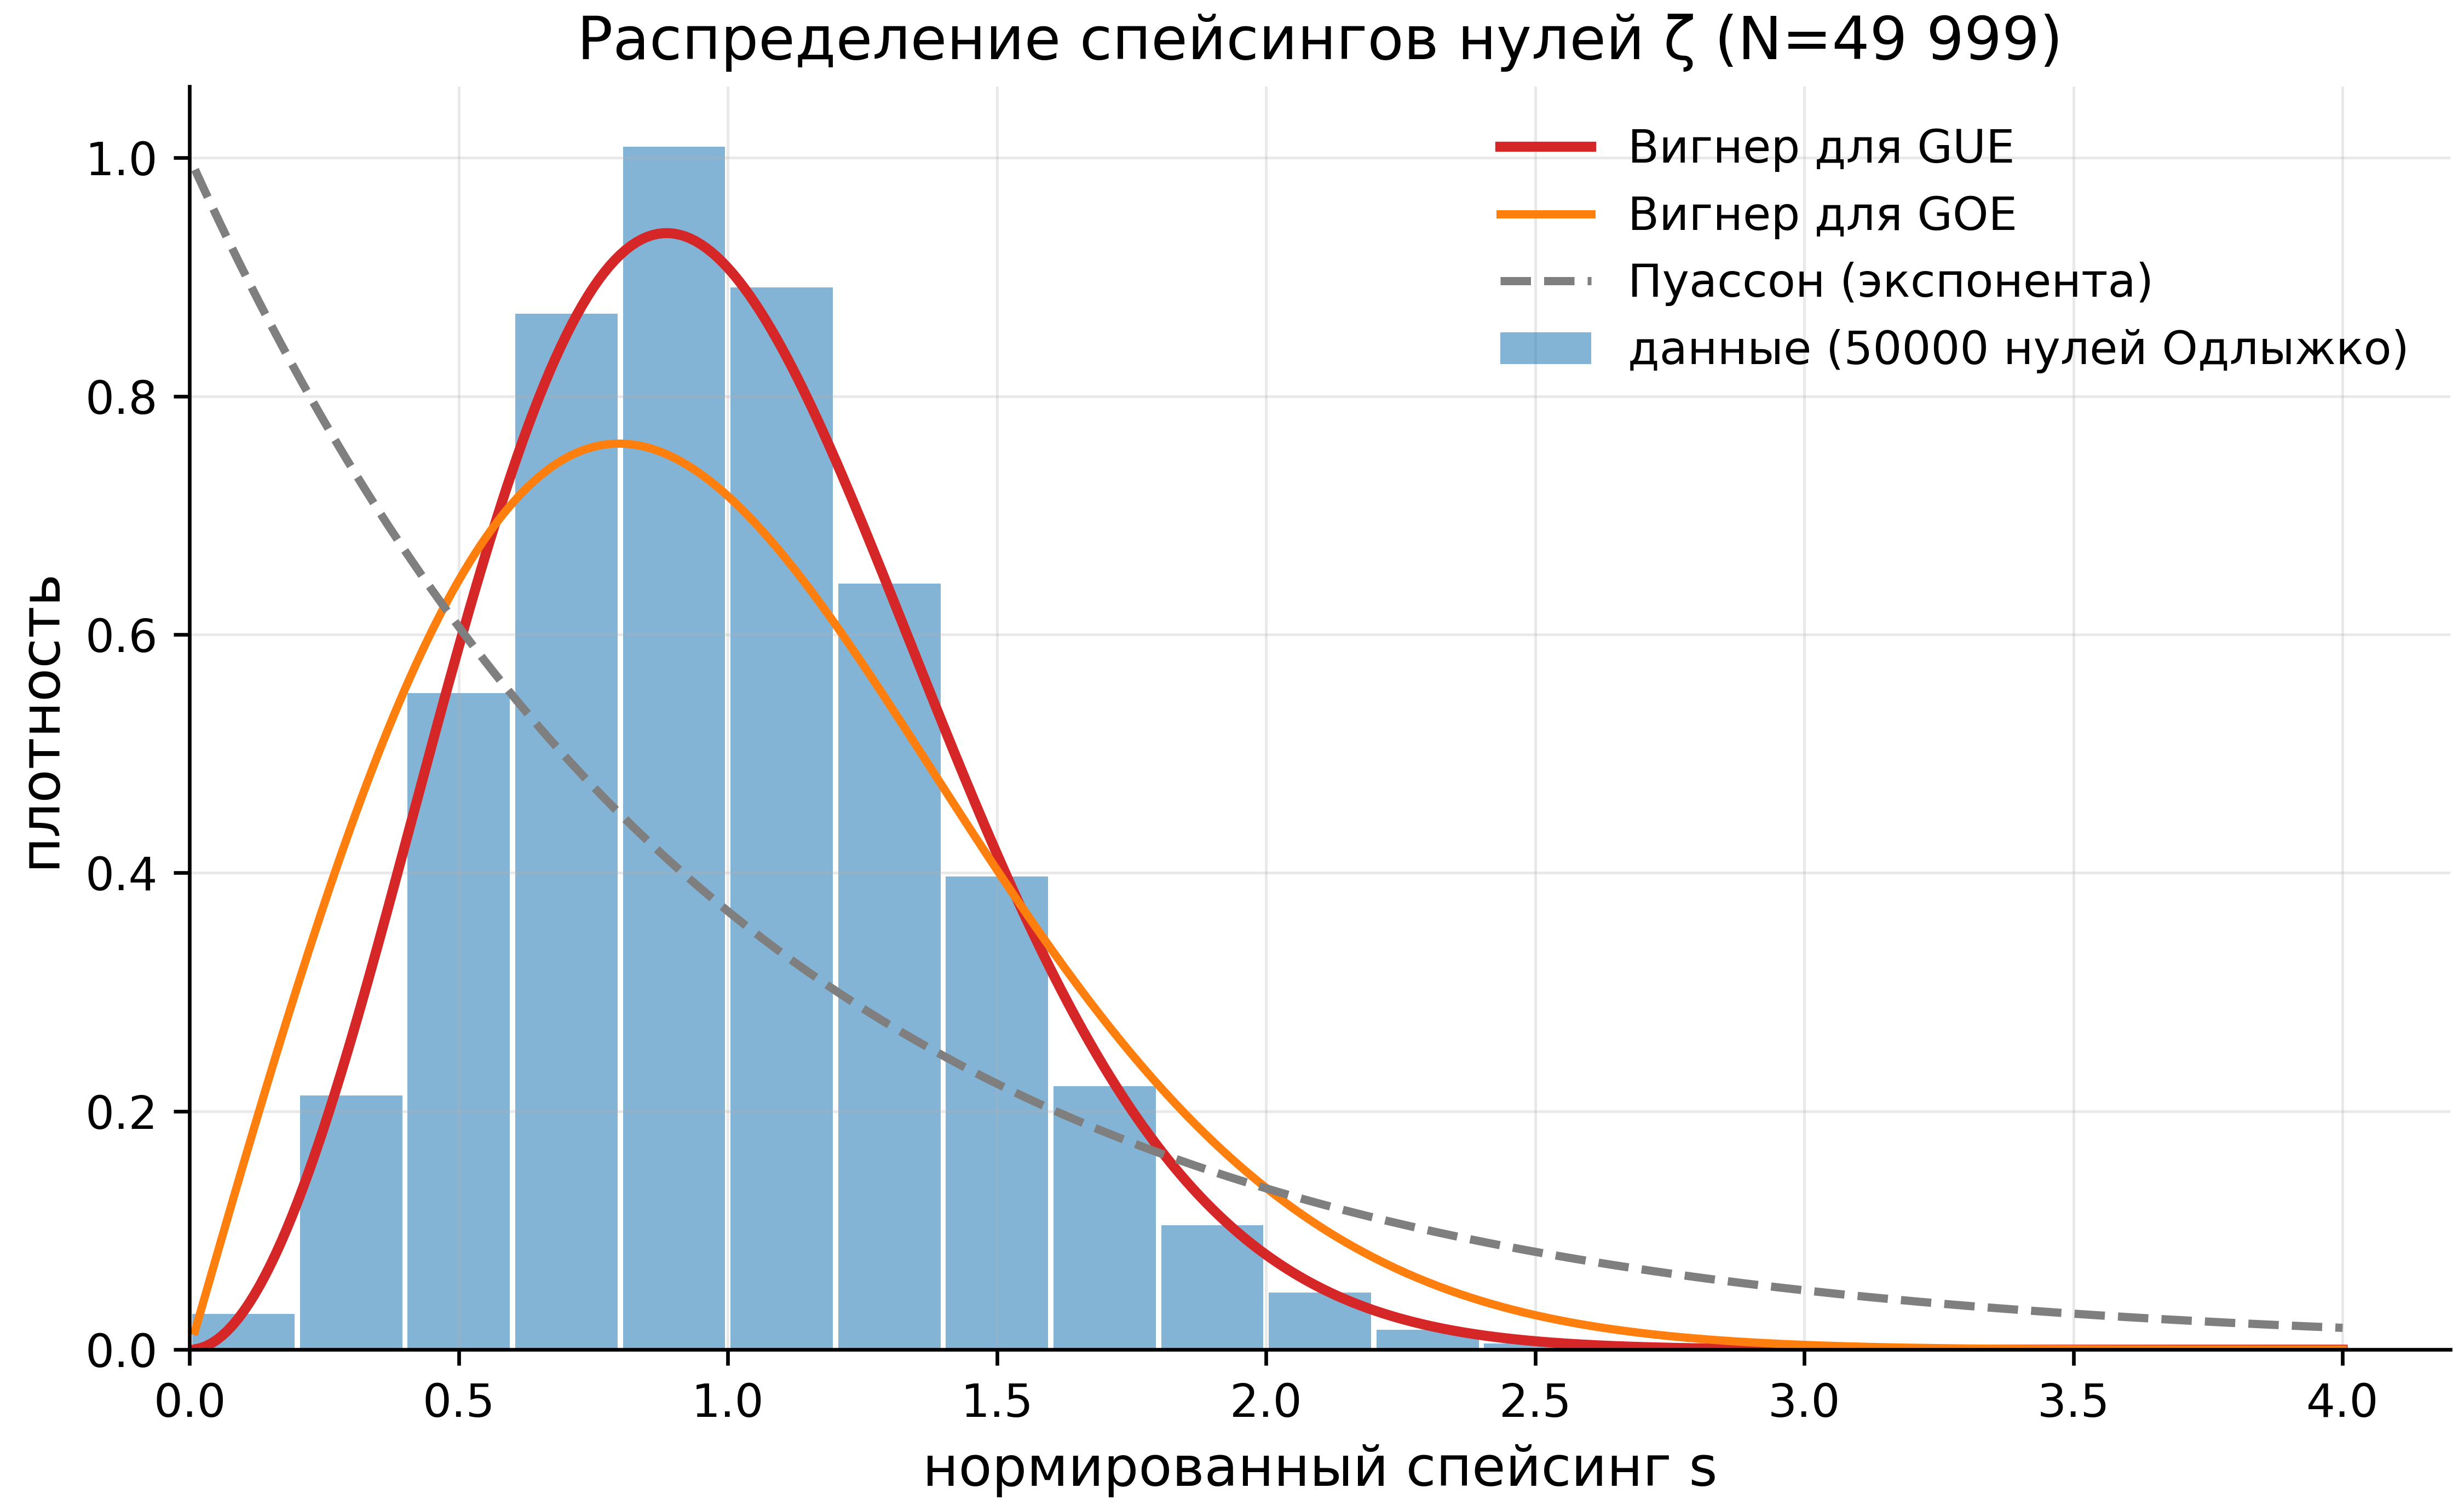 Распределение спейсингов нулей ζ (N=49 999)
Вигнер для GUE
Вигнер для GOE
Пуассон (экспонента)
данные (50000 нулей Одлыжко)
плотность
1.0
0.8
0.6
0.4
0.2
0.0
0.0 0.5 1.0 1.5 2.0 2.5 3.0 3.5 4.0
нормированный спейсинг s